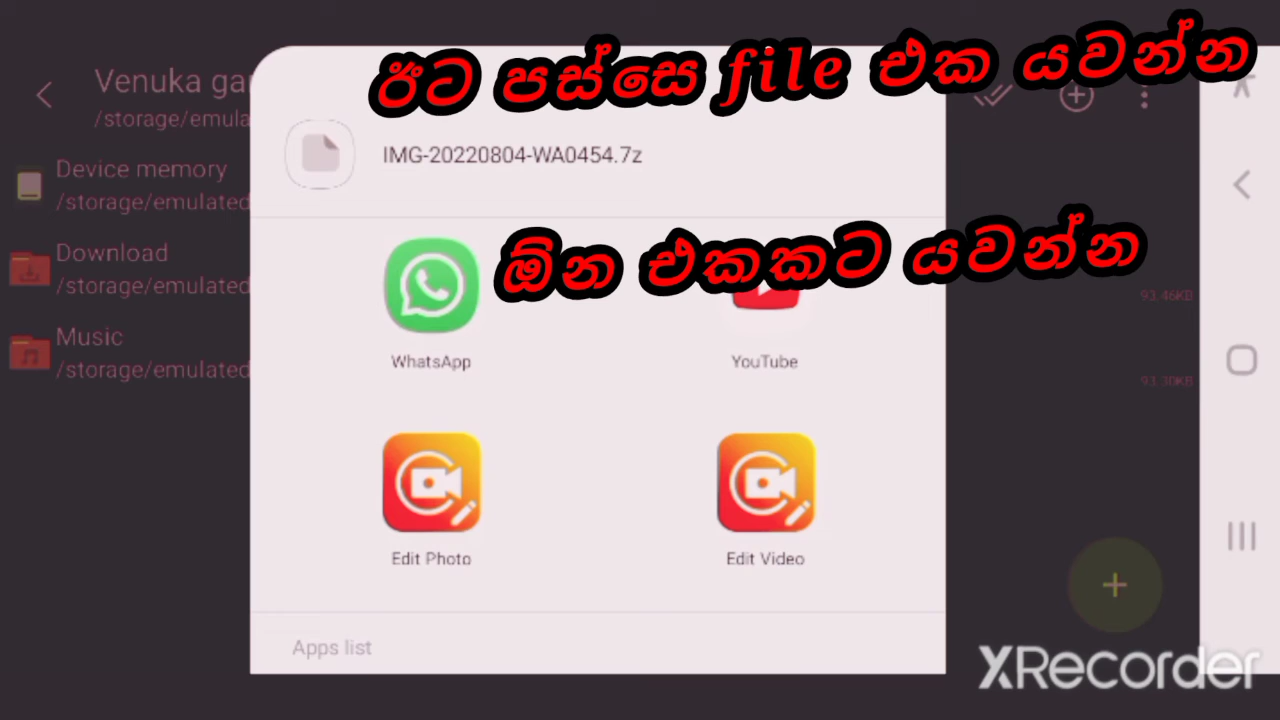 ඊට පස්සෙ file එක යවන්න
Venuka ga
/storage/emula
IMG-20220804-WA0454.7z
Device memory
/storage/emulated
ඕන එකකට යවන්න
Download
/storage/emulated
93.46KB
Music
/storage/emulated
WhatsApp
YouTube
93.30KB
Edit Photo
Edit Video
Apps list
XRecorder